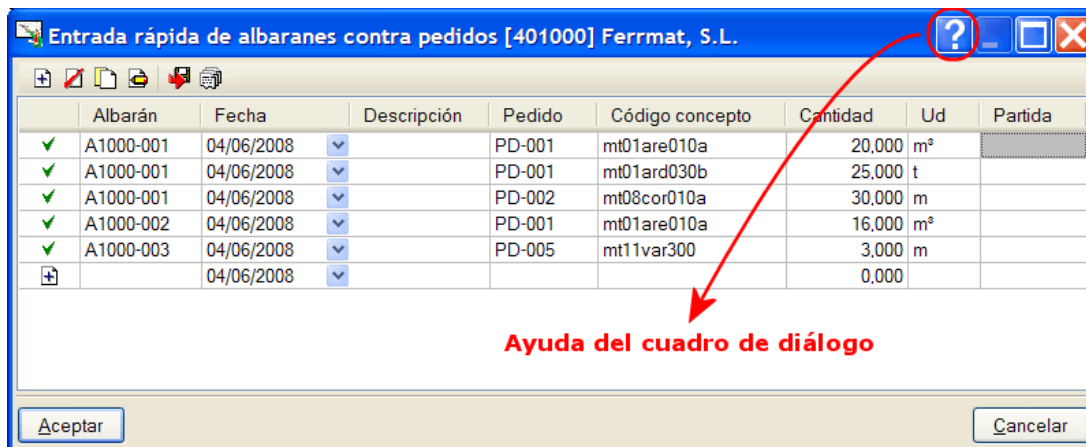 Entrada rápida de albaranes contra pedidos [401000] Ferrmat, S.L.
Albarán Fecha Descripción Pedido Código concepto Cantidad Ud Partida
A1000-001 04/06/2008 PD-001 mt01are010a 20,000 m³
A1000-001 04/06/2008 PD-001 mt01ard030b 25,000 t
A1000-001 04/06/2008 PD-002 mt08cor010a 30,000 m
A1000-002 04/06/2008 PD-001 mt01are010a 16,000 m³
A1000-003 04/06/2008 PD-005 mt11var300 3,000 m
04/06/2008 0,000
Ayuda del cuadro de diálogo
Aceptar Cancelar